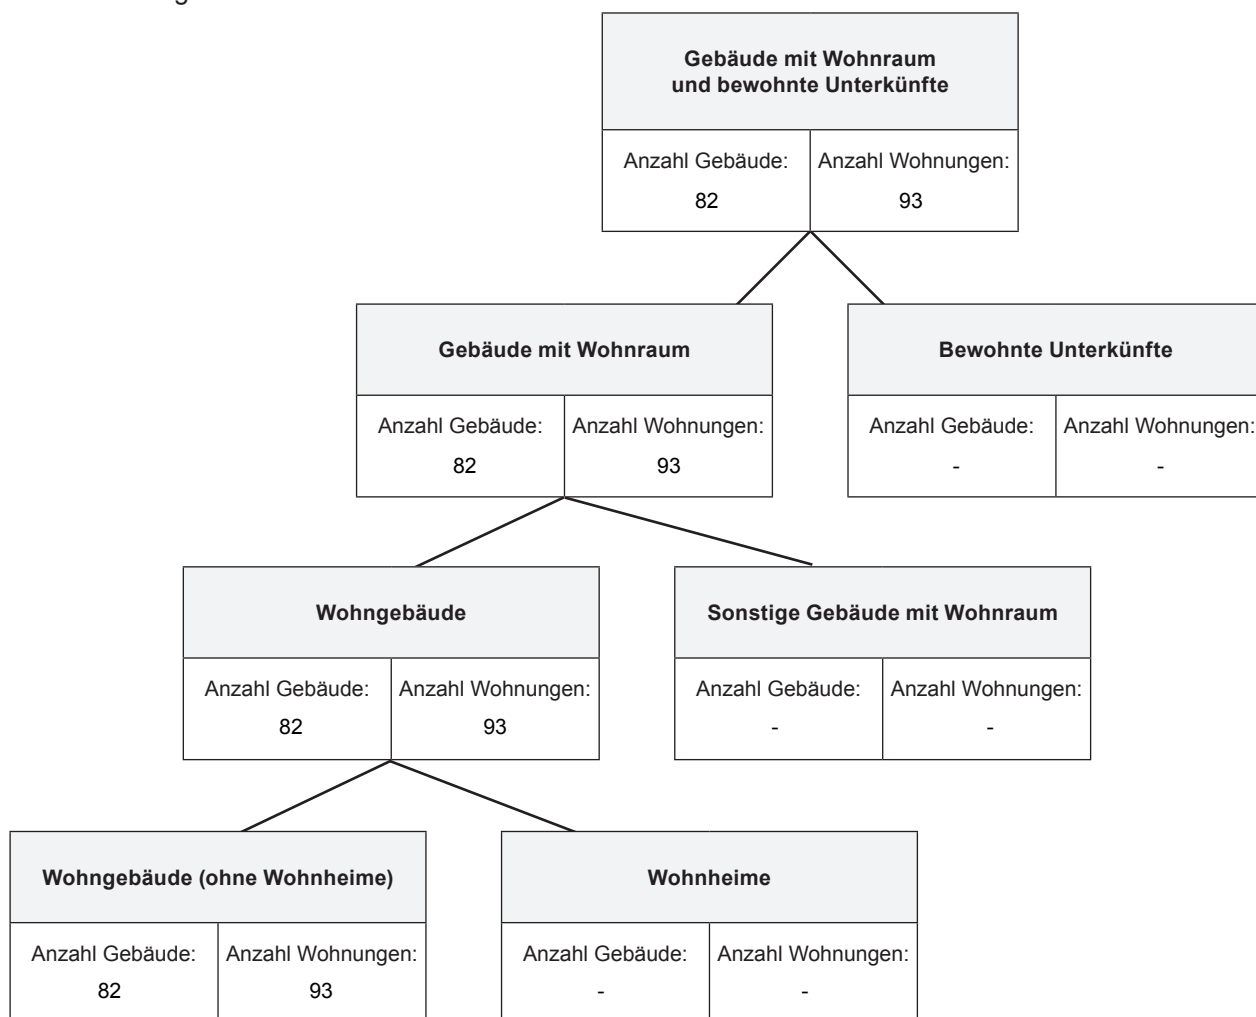 Gebäude mit Wohnraum
und bewohnte Unterkünfte
Anzahl Gebäude: Anzahl Wohnungen:
82 93
Gebäude mit Wohnraum Bewohnte Unterkünfte
Anzahl Gebäude: Anzahl Wohnungen: Anzahl Gebäude: Anzahl Wohnungen:
82 93 - -
Wohngebäude Sonstige Gebäude mit Wohnraum
Anzahl Gebäude: Anzahl Wohnungen: Anzahl Gebäude: Anzahl Wohnungen:
82 93 - -
Wohngebäude (ohne Wohnheime) Wohnheime
Anzahl Gebäude: Anzahl Wohnungen: Anzahl Gebäude: Anzahl Wohnungen:
82 93 - -